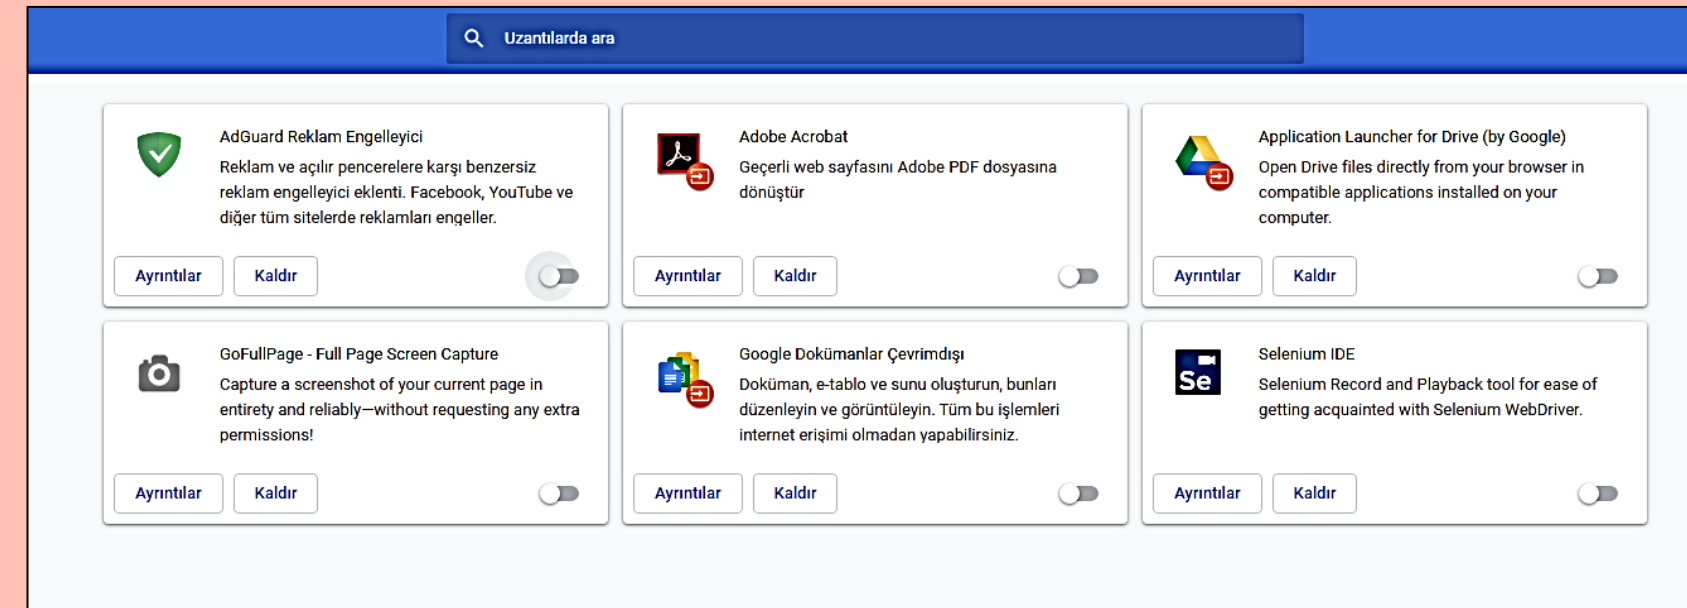 Uzantılarda ara
AdGuard Reklam Engelleyici
Reklam ve açılır pencerelere karşı benzersiz
reklam engelleyici eklenti. Facebook, YouTube ve
diğer tüm sitelerde reklamları engeller.
Ayrıntılar
Kaldır
Adobe Acrobat
Geçerli web sayfasını Adobe PDF dosyasına
dönüştür
Ayrıntılar
Kaldır
Application Launcher for Drive (by Google)
Open Drive files directly from your browser in
compatible applications installed on your
computer.
Ayrıntılar
Kaldır
GoFullPage - Full Page Screen Capture
Capture a screenshot of your current page in
entirety and reliably—without requesting any extra
permissions!
Ayrıntılar
Kaldır
Google Dokümanlar Çevrimdışı
Doküman, e-tablo ve sunu oluşturun, bunları
düzenleyin ve görüntüleyin. Tüm bu işlemleri
internet erişimi olmadan yapabilirsiniz.
Ayrıntılar
Kaldır
Se
Selenium IDE
Selenium Record and Playback tool for ease of
getting acquainted with Selenium WebDriver.
Ayrıntılar
Kaldır